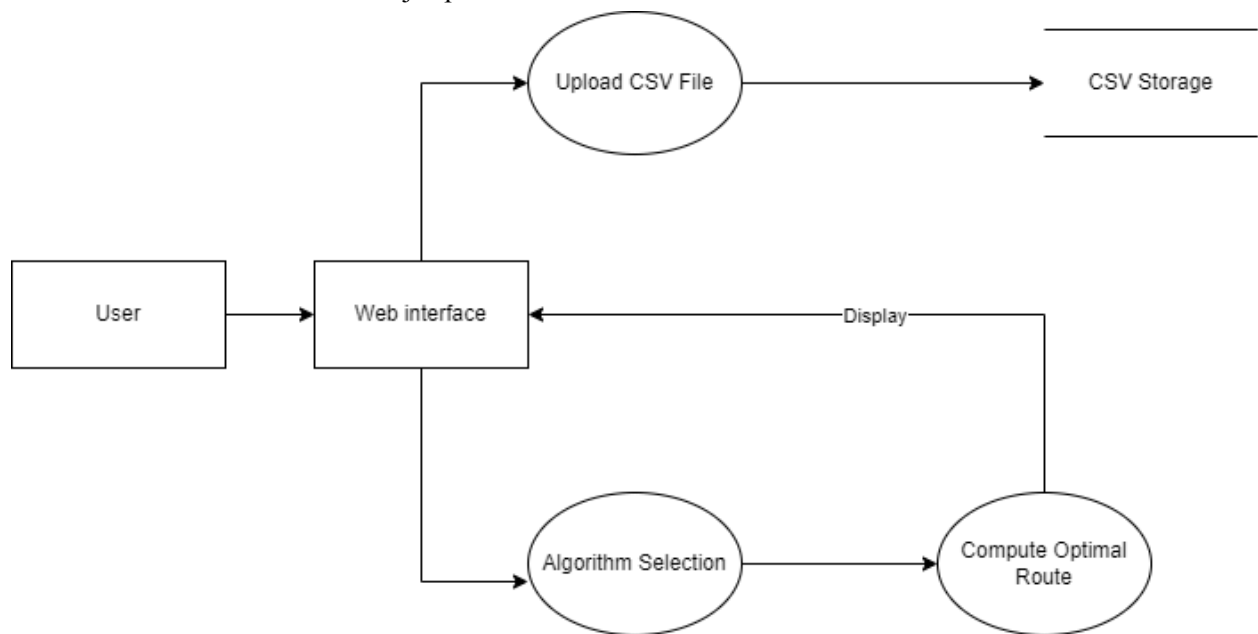 Upload CSV File
CSV Storage
User
Web interface
Display
Algorithm Selection
Compute Optimal
Route